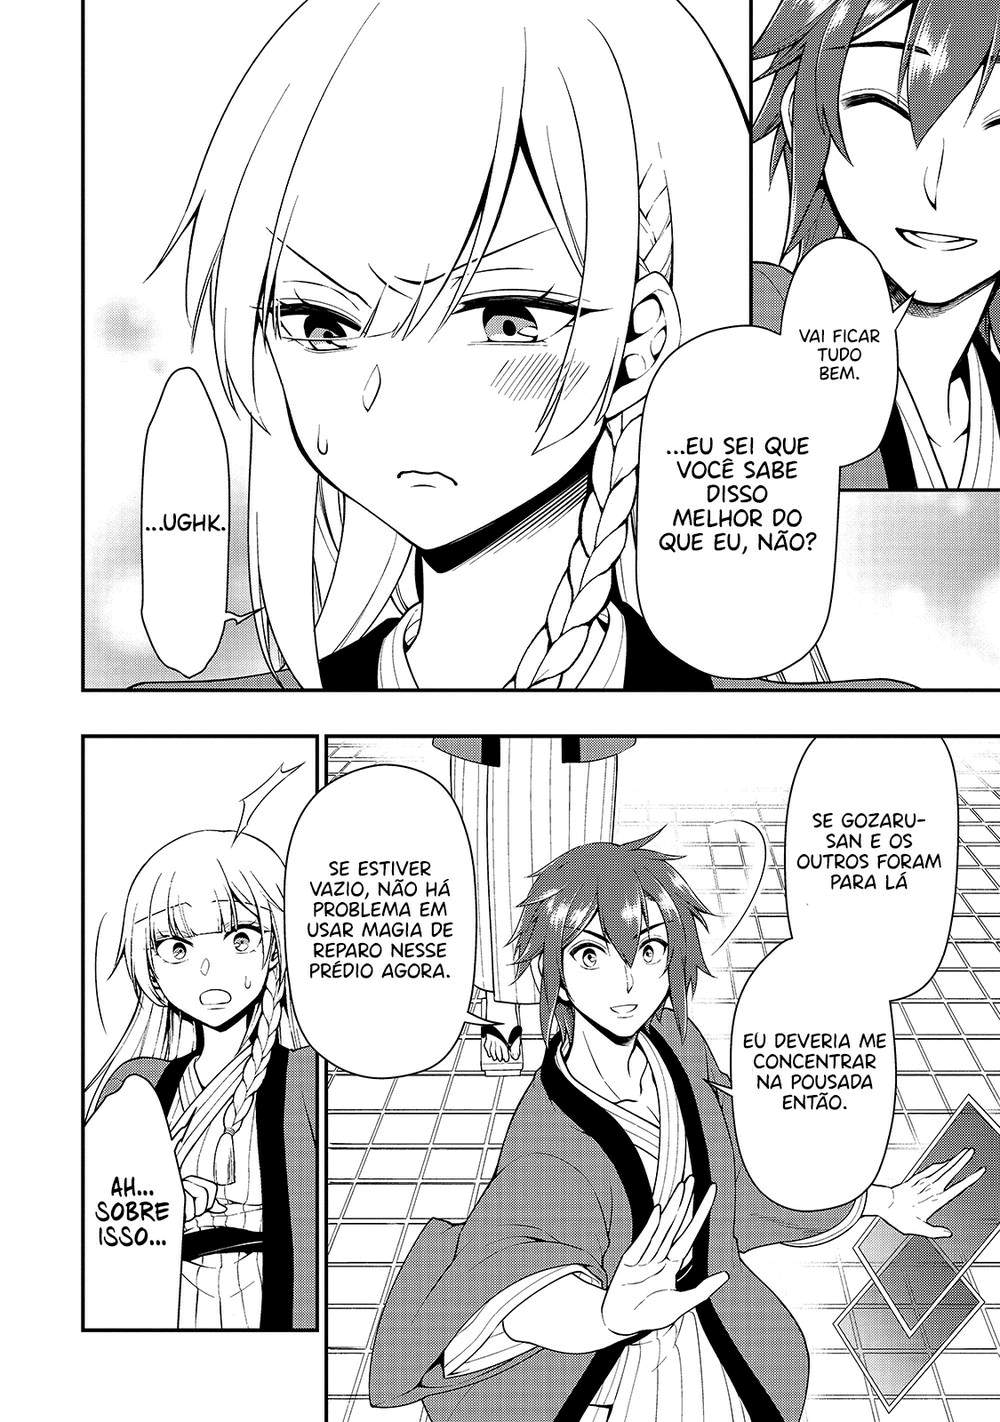 VAI FICAR
TUDO
BEM.
...EU SEI QUE
VOCÊ SABE
DISSO
MELHOR DO
QUE EU, NÃO?
...UGHK.
SE GOZARU-
SAN E OS
OUTROS FORAM
PARA LÁ
EU DEVERIA ME
CONCENTRAR
NA POUSADA
ENTÃO.
SE ESTIVER
VAZIO, NÃO HÁ
PROBLEMA EM
USAR MAGIA DE
REPARO NESSE
PRÉDIO AGORA.
AH...
SOBRE
ISSO...